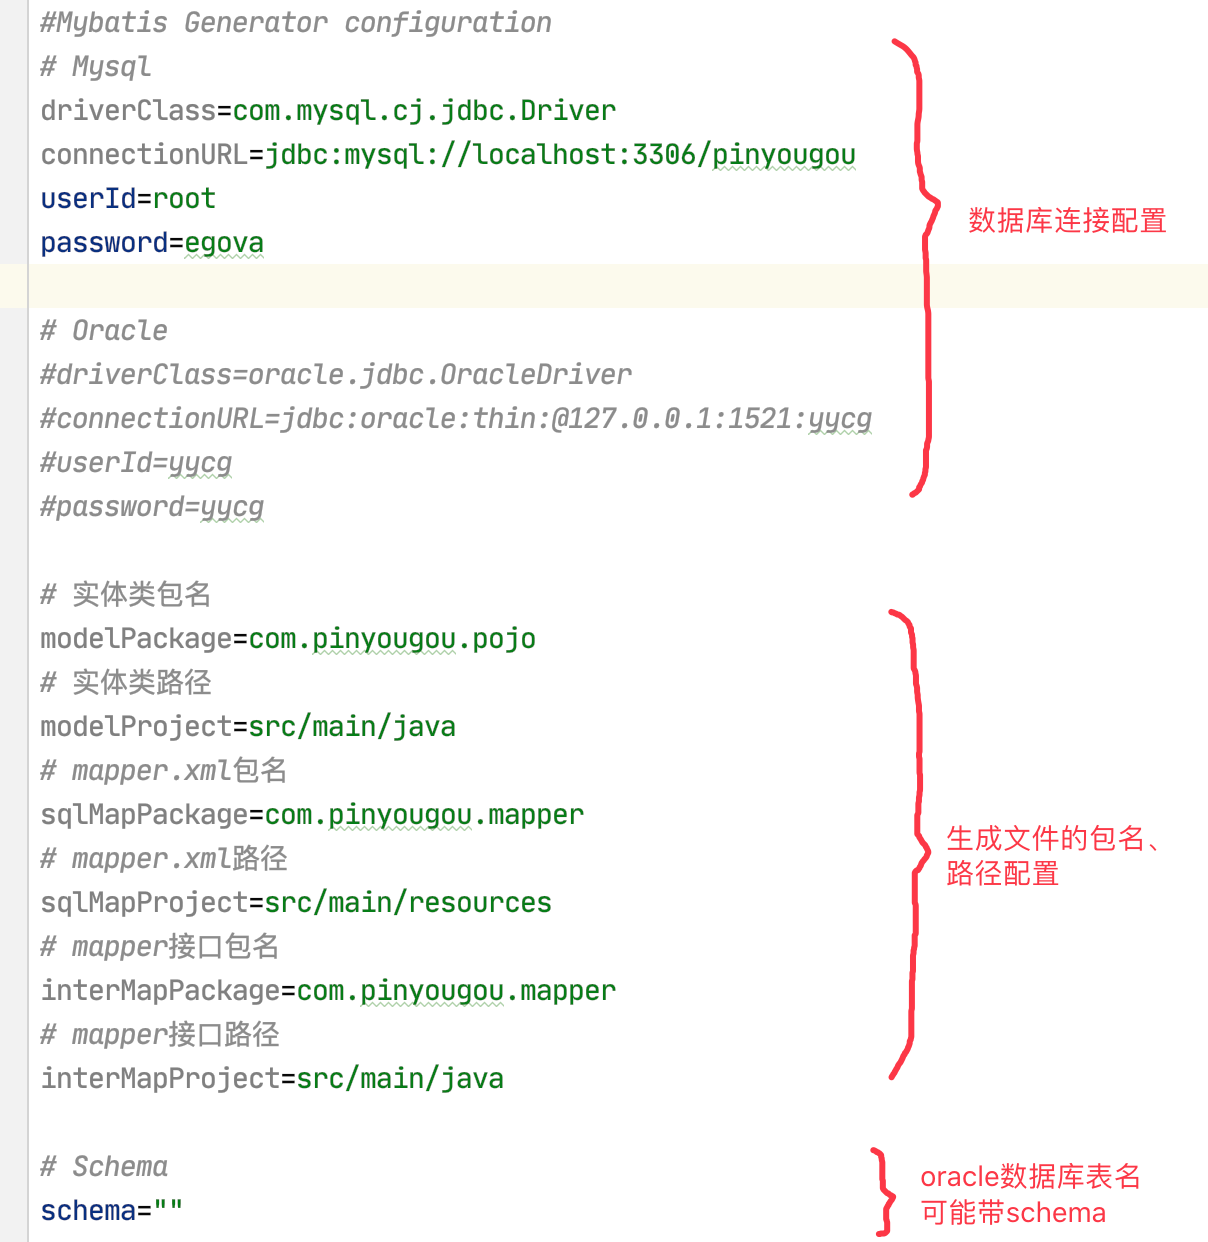 #Mybatis Generator configuration
# Mysql
driverClass=com.mysql.cj.jdbc.Driver
connectionURL=jdbc:mysql://localhost:3306/pinyougou
userId=root
password=egova
数据库连接配置
# Oracle
#driverClass=oracle.jdbc.OracleDriver
#connectionURL=jdbc:oracle:thin:@127.0.0.1:1521:yycg
#userId=yycg
#password=yycg
# 实体类包名
modelPackage=com.pinyougou.pojo
# 实体类路径
modelProject=src/main/java
# mapper.xml包名
sqlMapPackage=com.pinyougou.mapper
# mapper.xml路径
sqlMapProject=src/main/resources
# mapper接口包名
interMapPackage=com.pinyougou.mapper
# mapper接口路径
interMapProject=src/main/java
生成文件的包名、
路径配置
# Schema
schema=""
oracle数据库表名
可能带schema